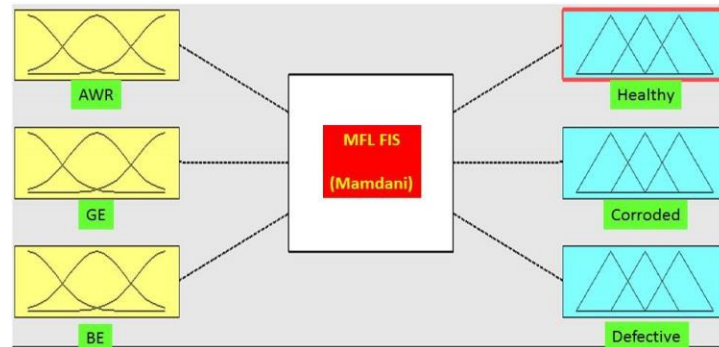 AWR
GE
BE
MFL FIS
(Mamdani)
Healthy
Corroded
Defective